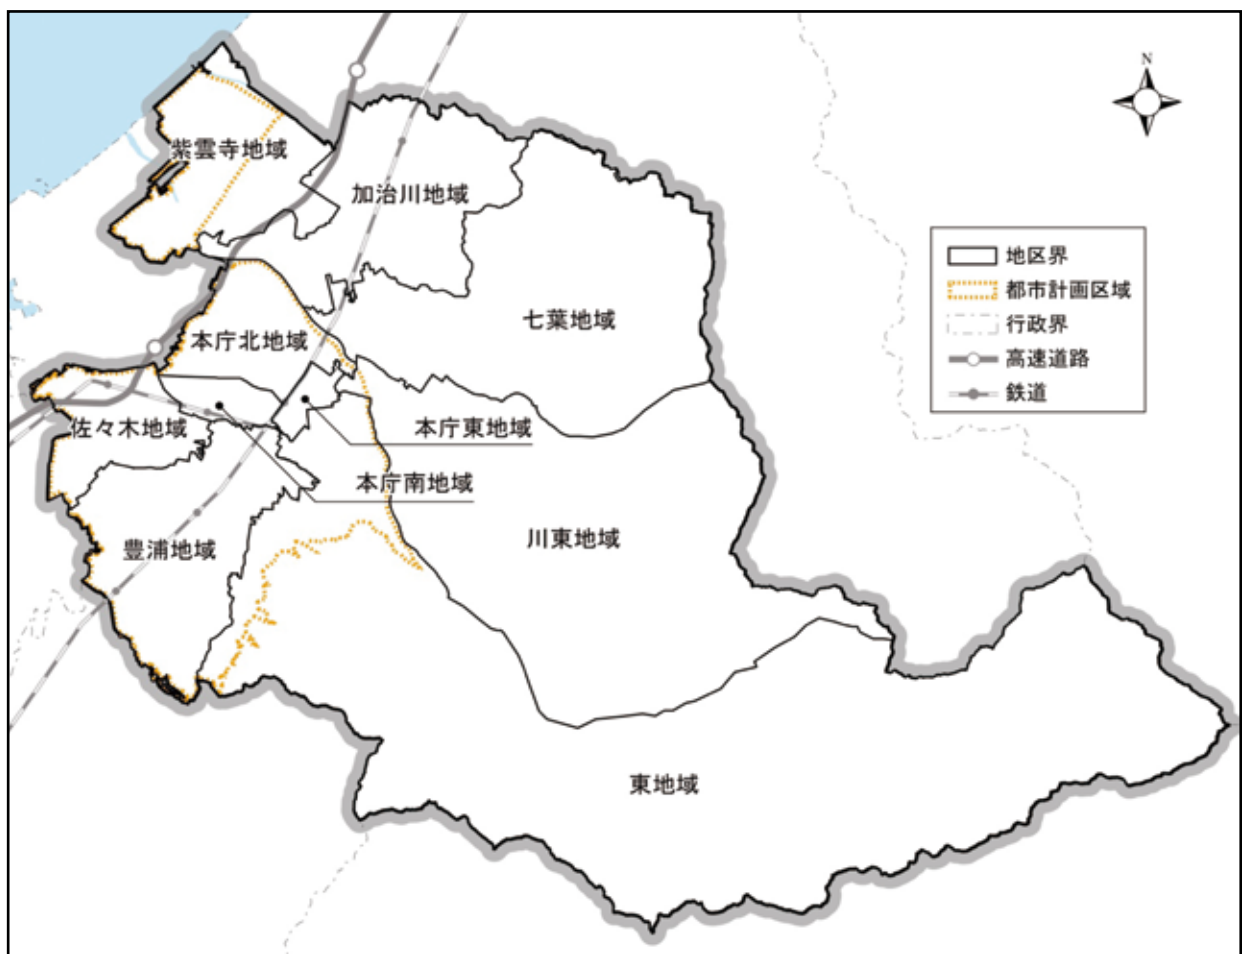 N
紫雲寺地域
加治川地域
地区界
都市計画区域
行政界
高速道路
鉄道
七葉地域
本庁北地域
佐々木地域
本庁東地域
本庁南地域
豊浦地域
川東地域
東地域